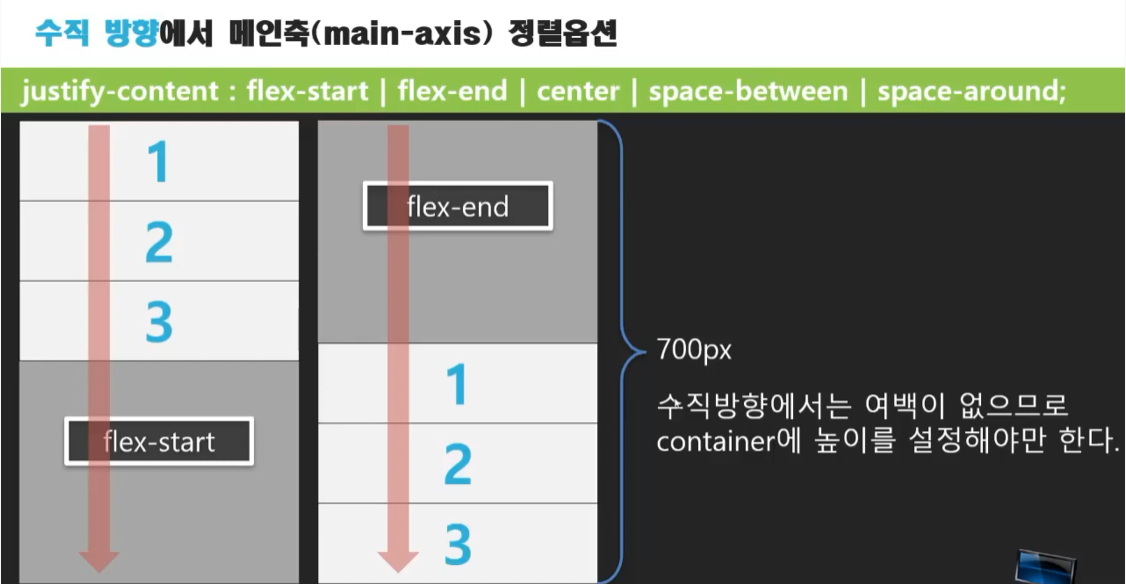 수직 방향에서 메인축(main-axis) 정렬옵션
justify-content : flex-start | flex-end | center | space-between | space-around;
1
2
3
flex-start
flex-end
1
2
3
700px
수직방향에서는 여백이 없으므로
container에 높이를 설정해야만 한다.